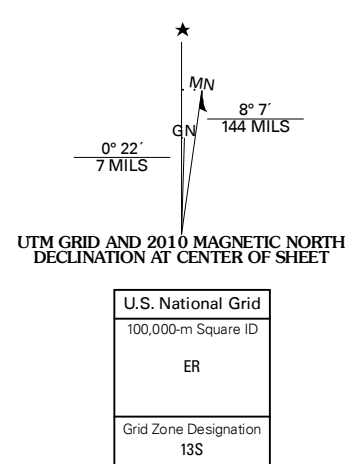 ★
MN
8° 7´
144 MILS
GN
0° 22´
7 MILS
UTM GRID AND 2010 MAGNETIC NORTH
DECLINATION AT CENTER OF SHEET
U.S. National Grid
100,000-m Square ID
ER
Grid Zone Designation
13S